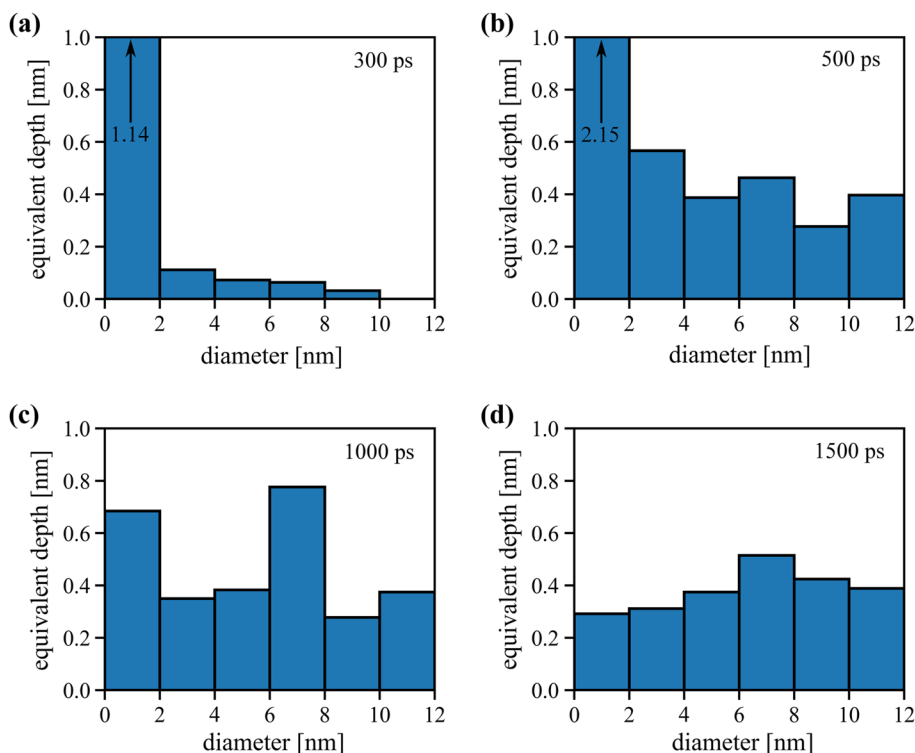 (a)
300 ps
1.14
1.0
0.8
0.6
0.4
0.2
0.0
equivalent depth [nm]
0 2 4 6 8 10 12
diameter [nm]
(b)
500 ps
2.15
1.0
0.8
0.6
0.4
0.2
0.0
equivalent depth [nm]
0 2 4 6 8 10 12
diameter [nm]
(c)
1000 ps
1.0
0.8
0.6
0.4
0.2
0.0
equivalent depth [nm]
0 2 4 6 8 10 12
diameter [nm]
(d)
1500 ps
1.0
0.8
0.6
0.4
0.2
0.0
equivalent depth [nm]
0 2 4 6 8 10 12
diameter [nm]